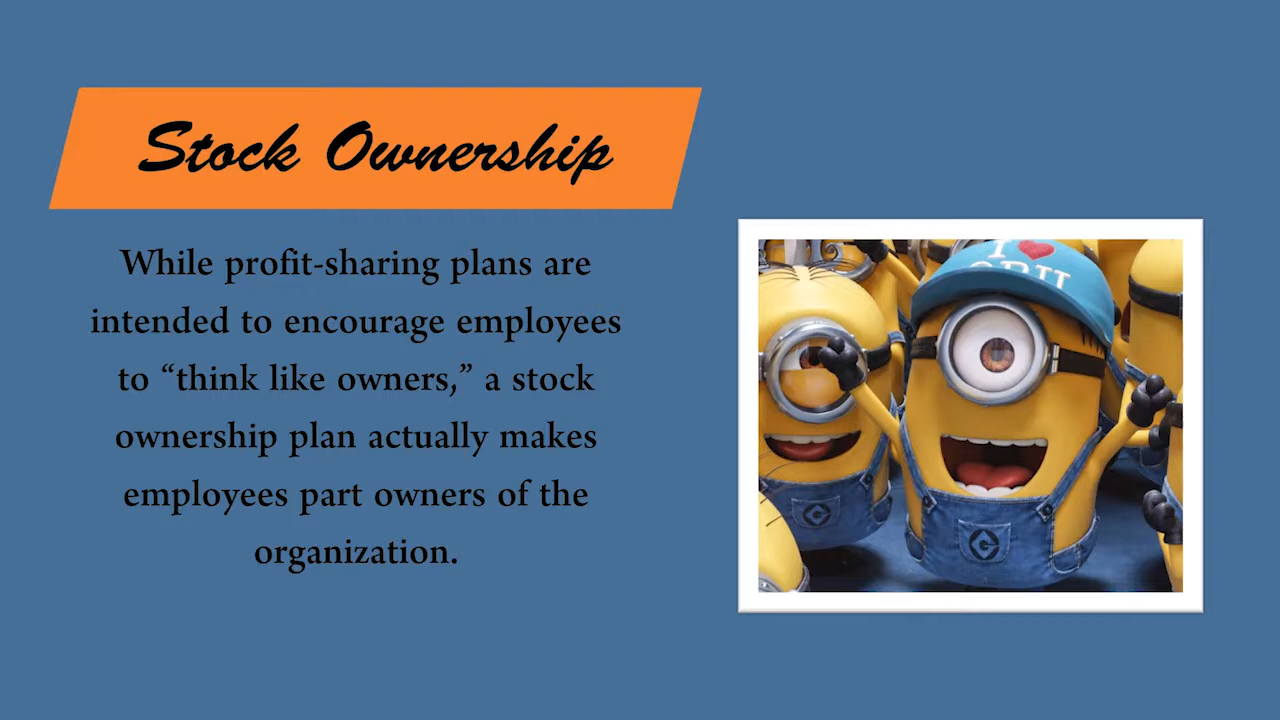 Stock Ownership
While profit-sharing plans are
intended to encourage employees
to “think like owners,” a stock
ownership plan actually makes
employees part owners of the
organization.
I ❤
GRU
G
G